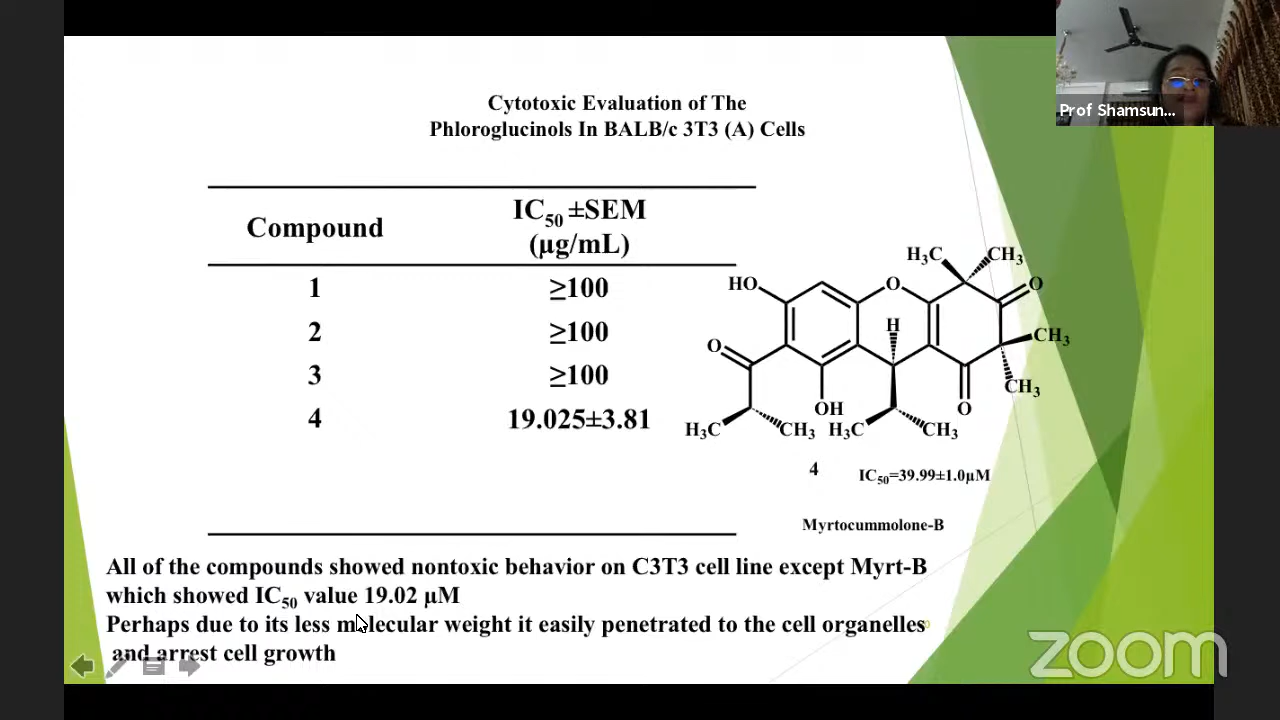 Prof Shamsun...
Cytotoxic Evaluation of The
Phloroglucinols In BALB/c 3T3 (A) Cells
Compound
IC50 ±SEM
(µg/mL)
1 ≥100
2 ≥100
3 ≥100
4 19.025±3.81
H3C CH3
HO O O
H
O CH3
CH3
OH O
H3C CH3 H3C CH3
4 IC50=39.99±1.0µM
Myrtocummolone-B
All of the compounds showed nontoxic behavior on C3T3 cell line except Myrt-B
which showed IC50 value 19.02 µM
Perhaps due to its less molecular weight it easily penetrated to the cell organelles
and arrest cell growth
zoom